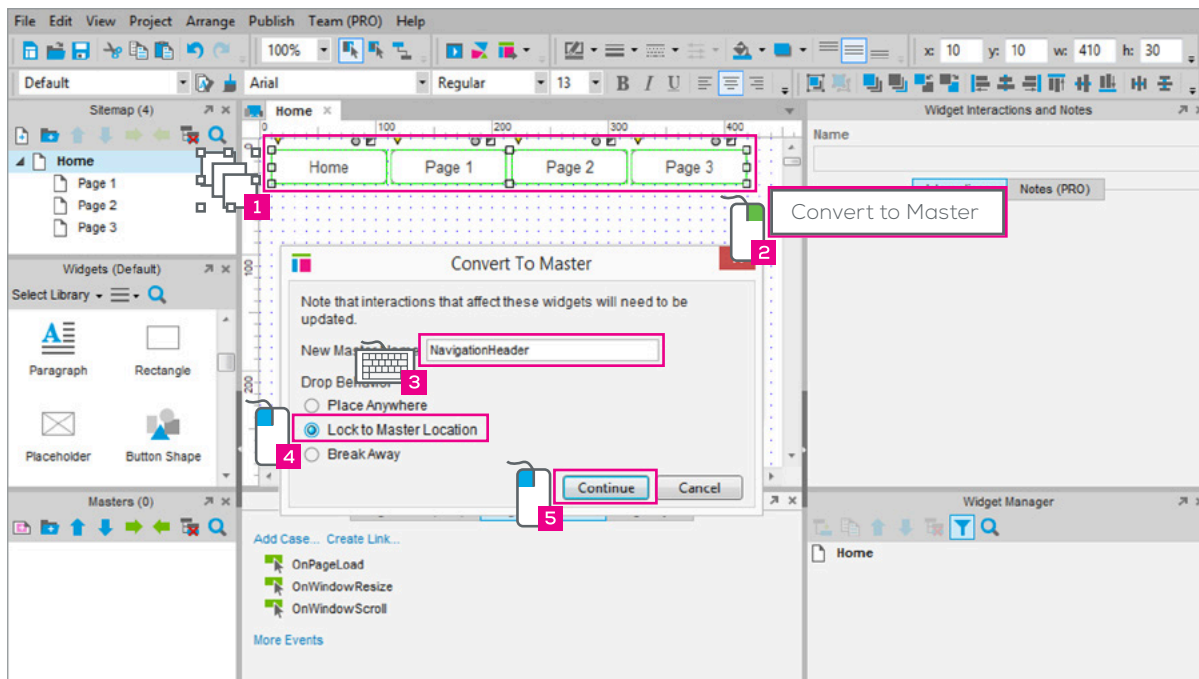 File Edit View Project Arrange Publish Team (PRO) Help
100% x: 10 y: 10 w: 410 h: 30
Default Arial Regular 13 B I U
Sitemap (4)
Home
Page 1
Page 2
Page 3
Home
0 100 200 300 400
0
100
200
Home Page 1 Page 2 Page 3
1
2
Convert to Master
Widget Interactions and Notes
Name
Notes (PRO)
Widgets (Default)
Select Library
Paragraph Rectangle
Placeholder Button Shape
Convert To Master
Note that interactions that affect these widgets will need to be
updated.
New Master Name NavigationHeader
3
Drop Behavior
Place Anywhere
Lock to Master Location
4
Break Away
Continue Cancel
5
Masters (0)
Add Case... Create Link...
OnPageLoad
OnWindowResize
OnWindowScroll
More Events
Widget Manager
Home